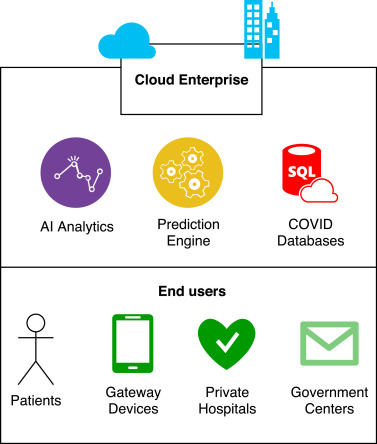 Cloud Enterprise
SQL
AI Analytics
Prediction
Engine
COVID
Databases
End users
Patients
Gateway
Devices
Private
Hospitals
Government
Centers